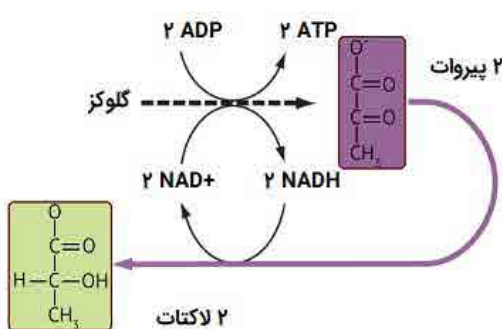 ۲ ADP
۲ ATP
گلوکز
۲ پیروات
O⁻
C=O
C=O
CH₃
۲ NAD+
۲ NADH
O
C=O
H—C—OH
CH₃
۲ لاکتات